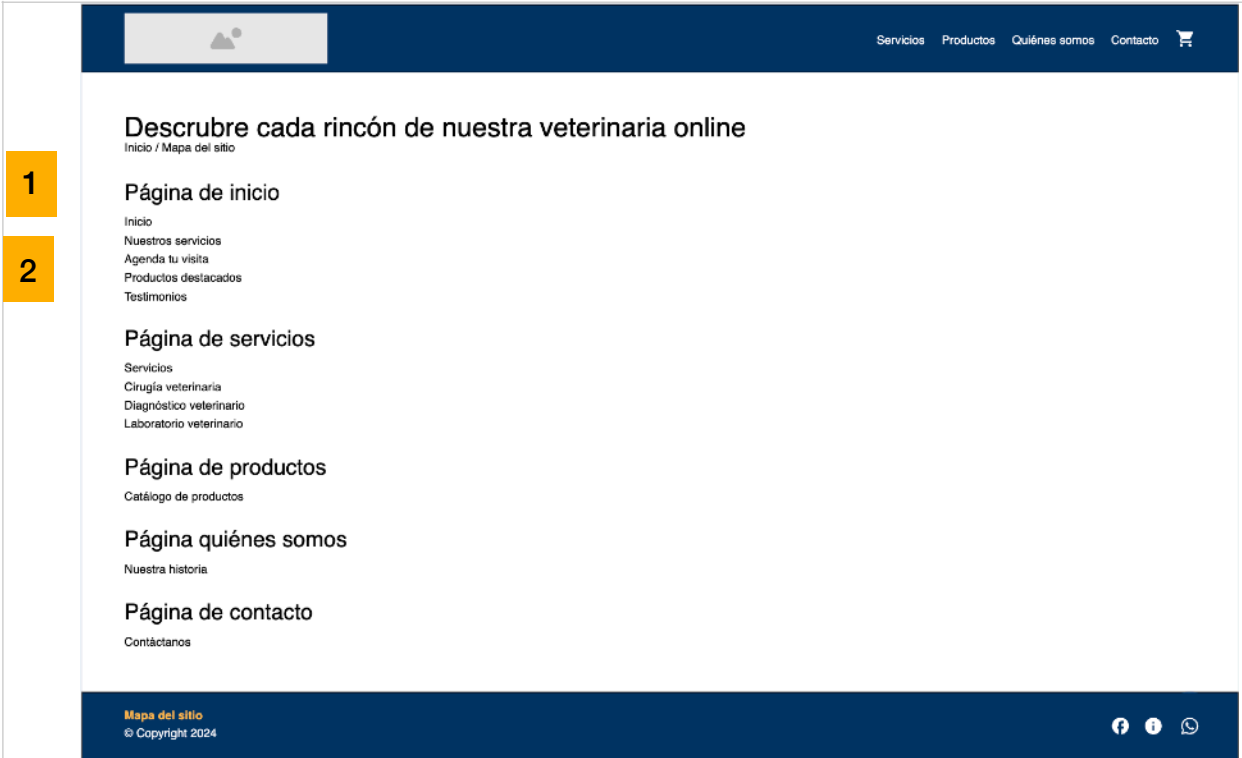 Servicios Productos Quiénes somos Contacto
Descrubre cada rincón de nuestra veterinaria online
Inicio / Mapa del sitio
1
Página de inicio
Inicio
Nuestros servicios
2
Agenda tu visita
Productos destacados
Testimonios
Página de servicios
Servicios
Cirugía veterinaria
Diagnóstico veterinario
Laboratorio veterinario
Página de productos
Catálogo de productos
Página quiénes somos
Nuestra historia
Página de contacto
Contáctanos
Mapa del sitio
© Copyright 2024